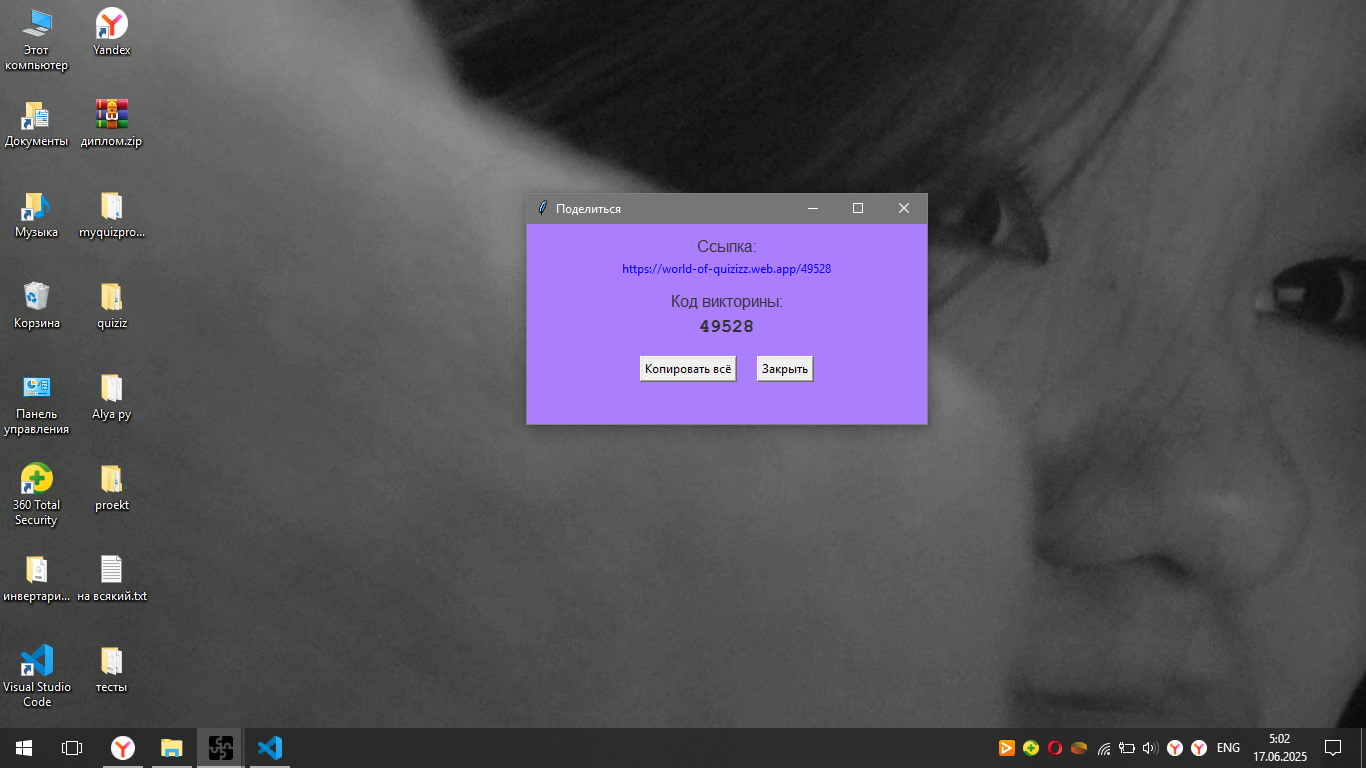 Этот
компьютер
Yandex
Документы
диплом.zip
Музыка
myquizpro...
Корзина
quiziz
Панель
управления
Alya py
360 Total
Security
proekt
инвертари...
на всякий.txt
Visual Studio
Code
тесты
Поделиться
Ссылка:
https://world-of-quizizz.web.app/49528
Код викторины:
49528
Копировать всё
Закрыть
ENG
5:02
17.06.2025